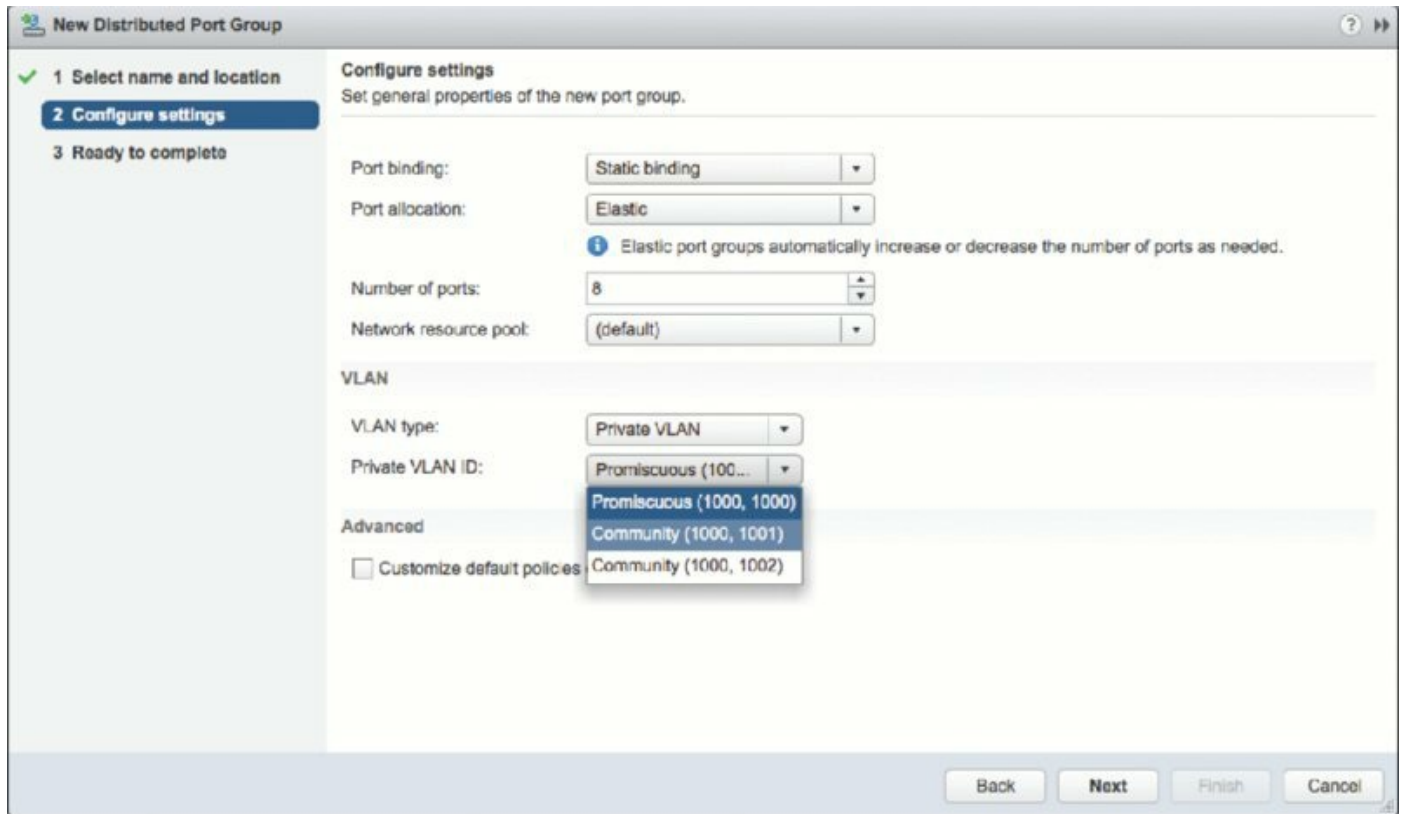 New Distributed Port Group
1 Select name and location
2 Configure settings
3 Ready to complete
Configure settings
Set general properties of the new port group.
Port binding: Static binding
Port allocation: Elastic
Elastic port groups automatically increase or decrease the number of ports as needed.
Number of ports: 8
Network resource pool: (default)
VLAN
VLAN type: Private VLAN
Private VLAN ID: Promiscuous (100...
Promiscuous (1000, 1000)
Community (1000, 1001)
Advanced
Customize default policies
Community (1000, 1002)
Back Next Finish Cancel